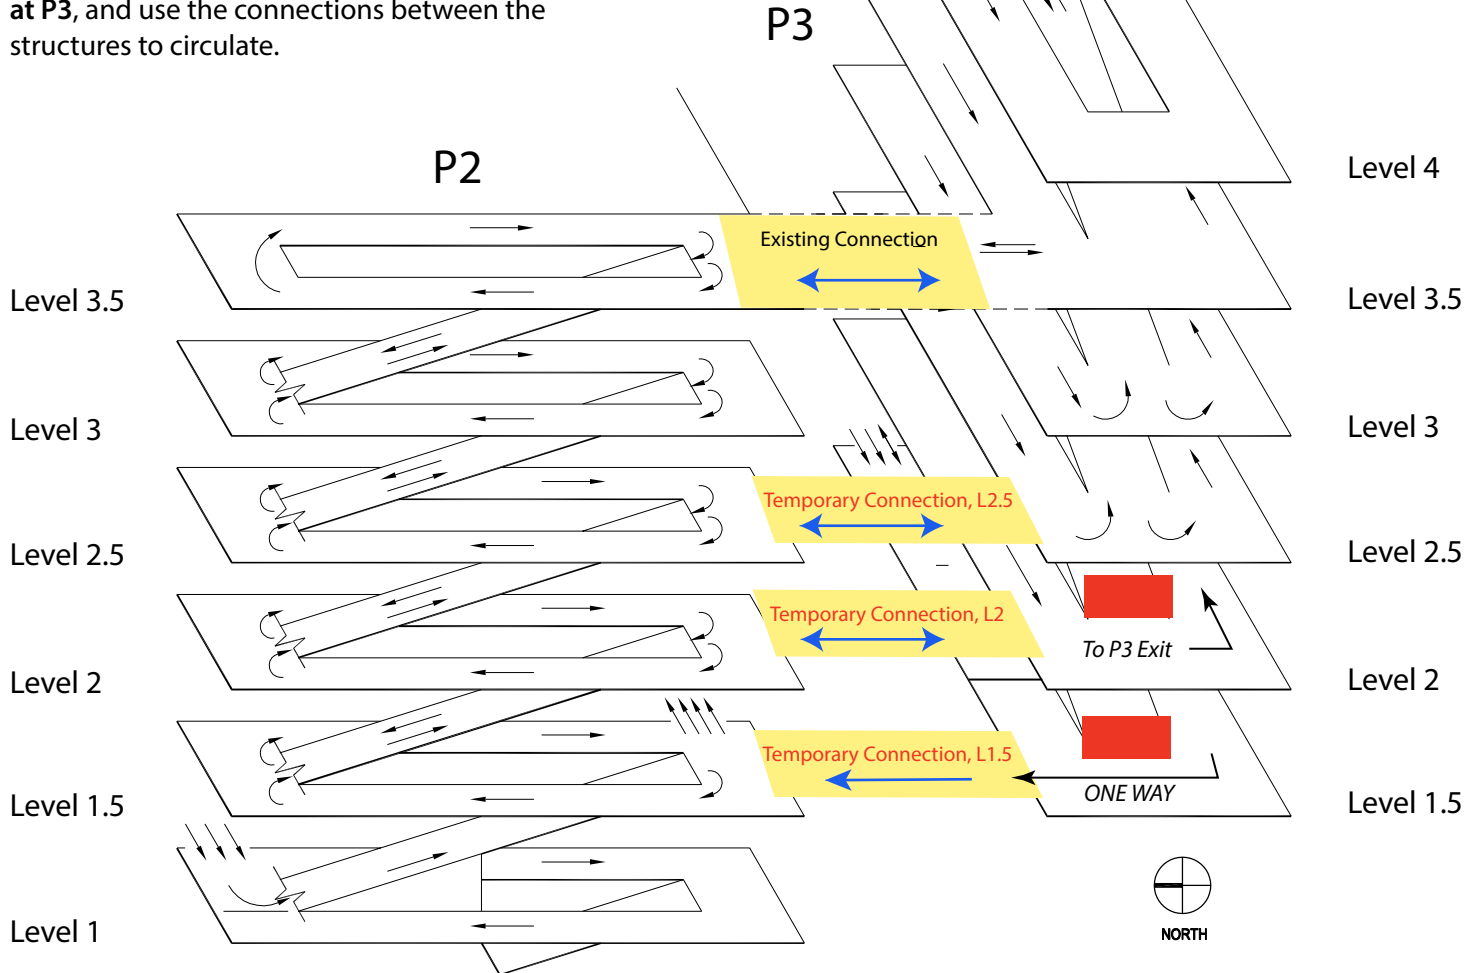 at P3, and use the connections between the
structures to circulate.
P3
P2
Level 4
Existing Connection
Level 3.5
Level 3.5
Level 3
Level 3
Temporary Connection, L2.5
Level 2.5
Level 2.5
Temporary Connection, L2
To P3 Exit
Level 2
Level 2
Temporary Connection, L1.5
ONE WAY
Level 1.5
Level 1.5
Level 1
NORTH